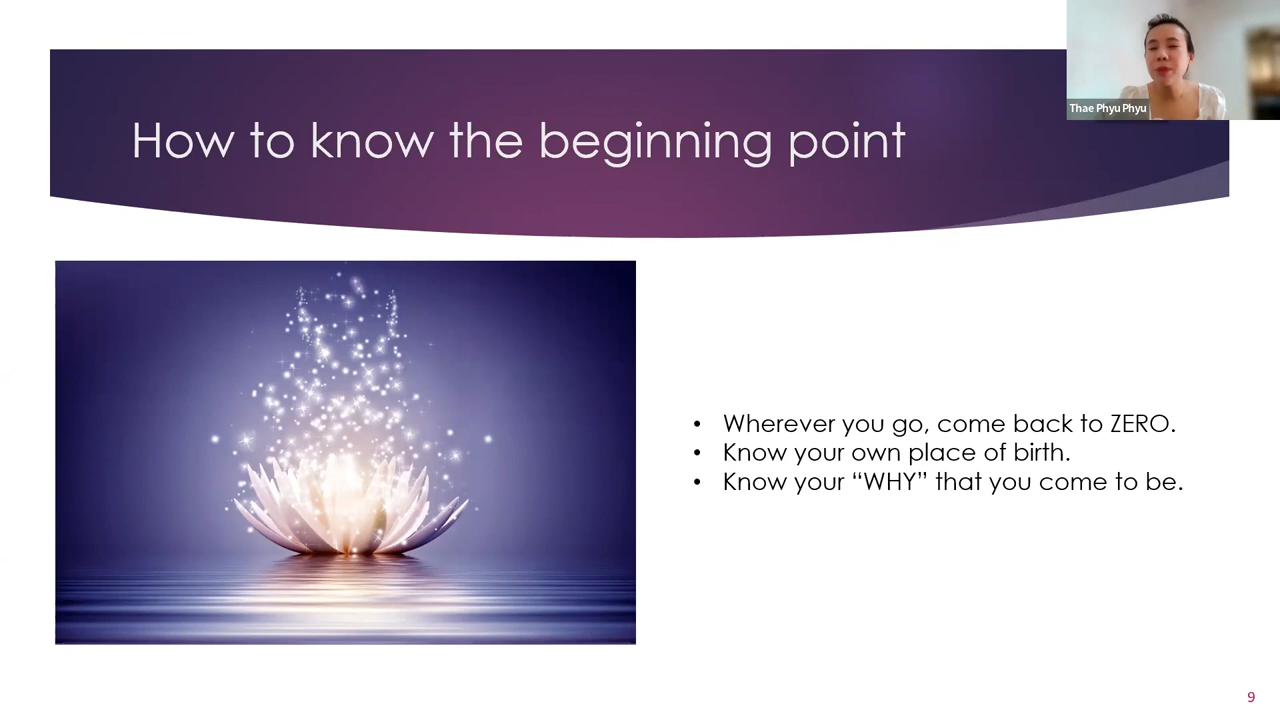 Thae Phyu Phyu
How to know the beginning point
• Wherever you go, come back to ZERO.
• Know your own place of birth.
• Know your “WHY” that you come to be.
9